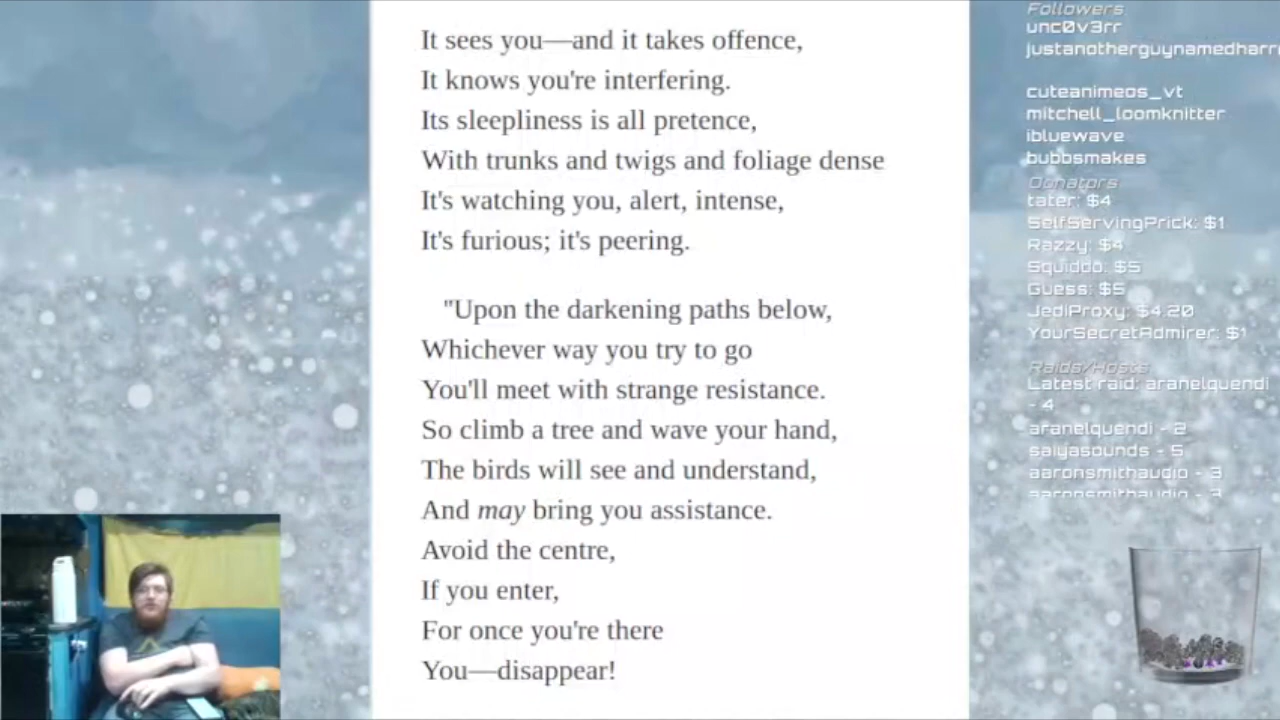 It sees you—and it takes offence,
It knows you're interfering.
Its sleepliness is all pretence,
With trunks and twigs and foliage dense
It's watching you, alert, intense,
It's furious; it's peering.
"Upon the darkening paths below,
Whichever way you try to go
You'll meet with strange resistance.
So climb a tree and wave your hand,
The birds will see and understand,
And may bring you assistance.
Avoid the centre,
If you enter,
For once you're there
You—disappear!
Followers
unc0v3rr
justanotherguynamedharr
cuteanimeos_vt
mitchell_loomknitter
ibluewave
bubbsmakes
Donators
tater: $4
SelfServingPrick: $1
Razzy: $4
Squiddo: $5
Guess: $5
JediProxy: $4.20
YourSecretAdmirer: $1
Raids/Hosts
Latest raid: aranelquendi
- 4
aranelquendi - 2
saiyasounds - 5
aaronsmithaudio - 3
aaronsmithaudio - 3